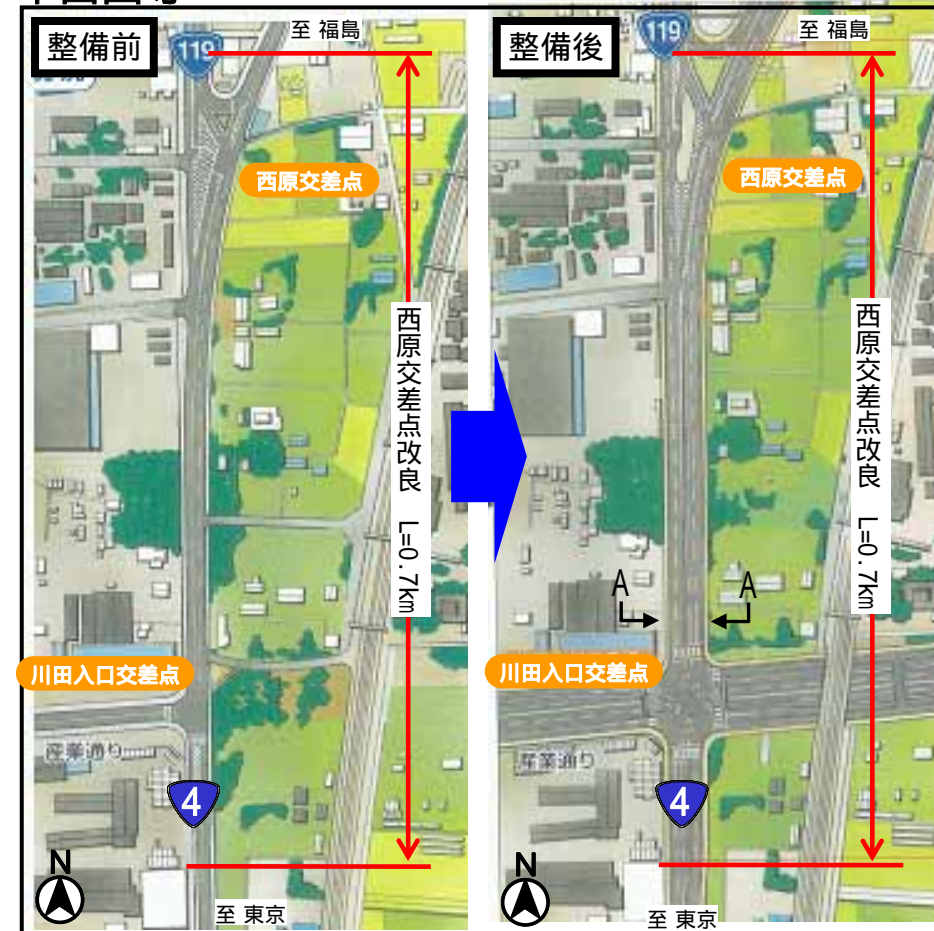 整備前
119
至 福島
西原交差点
西原交差点改良 L=0.7km
川田入口交差点
産業通り
4
N
至 東京
整備後
119
至 福島
西原交差点
西原交差点改良 L=0.7km
A
A
川田入口交差点
産業通り
4
N
至 東京